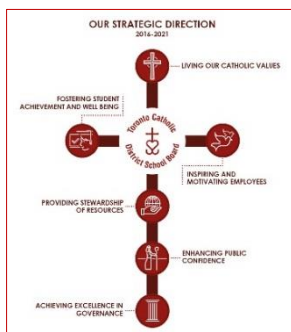 OUR STRATEGIC DIRECTION
2016-2021
LIVING OUR CATHOLIC VALUES
FOSTERING STUDENT
ACHIEVEMENT AND WELL BEING
Toronto Catholic
District School Board
INSPIRING AND
MOTIVATING EMPLOYEES
PROVIDING STEWARDSHIP
OF RESOURCES
ENHANCING PUBLIC
CONFIDENCE
ACHIEVING EXCELLENCE IN
GOVERNANCE